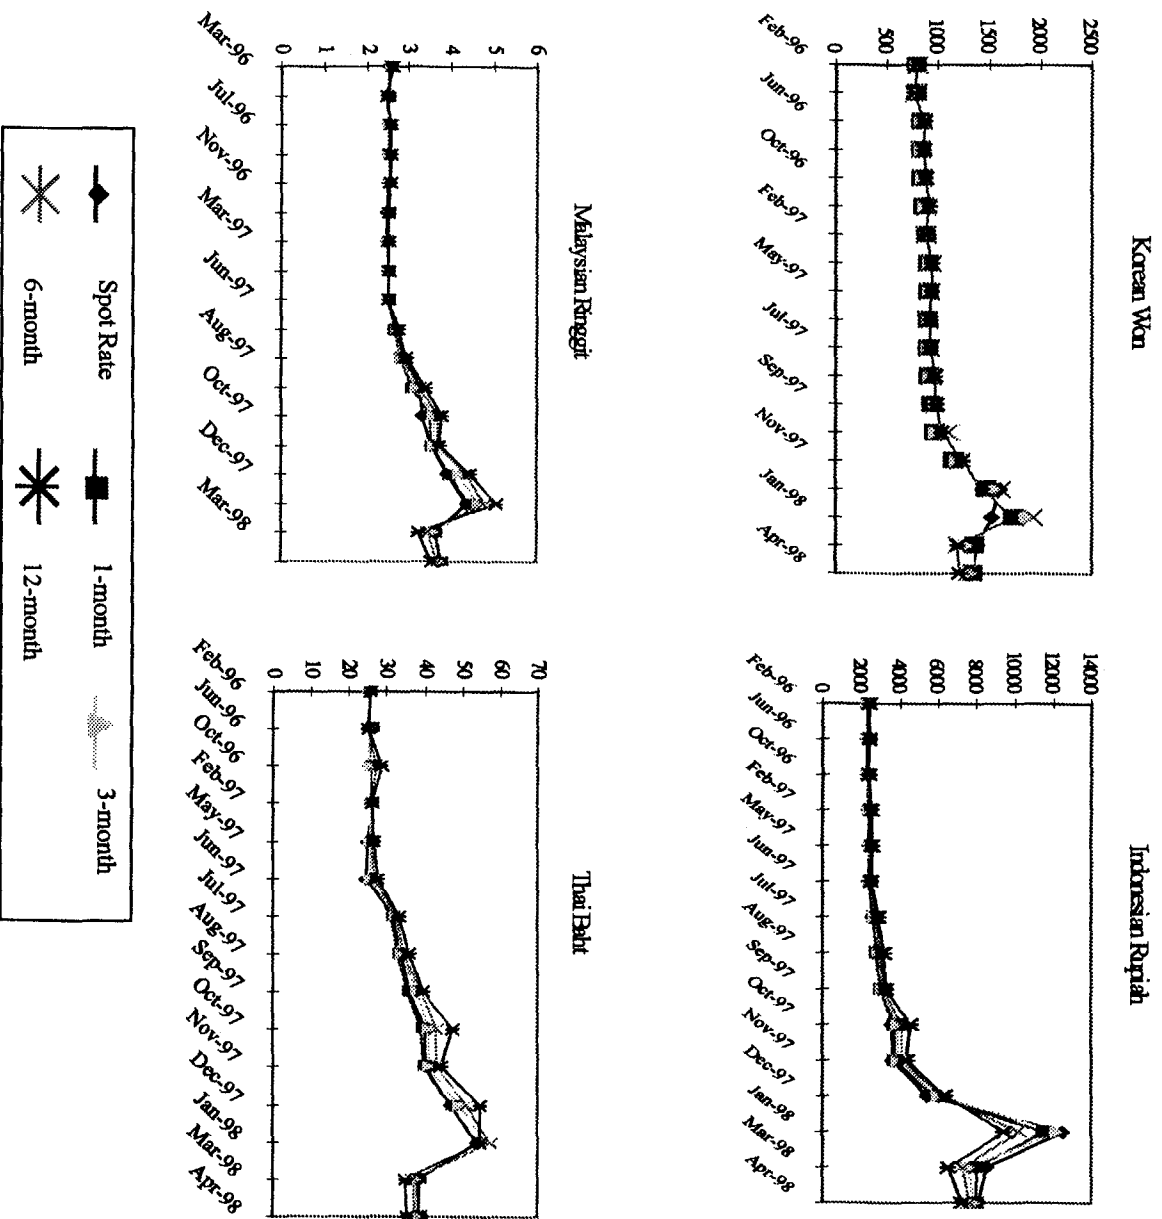 Korean Won
2500
2000
1500
1000
500
0
Feb-96
Jun-96
Oct-96
Feb-97
May-97
Jul-97
Sep-97
Nov-97
Jan-98
Apr-98
Indonesian Rupiah
14000
12000
10000
8000
6000
4000
2000
0
Feb-96
Jun-96
Oct-96
Feb-97
May-97
Jun-97
Jul-97
Aug-97
Sep-97
Oct-97
Nov-97
Dec-97
Jan-98
Mar-98
Apr-98
Malaysian Ringgit
6
5
4
3
2
1
0
Mar-96
Jul-96
Nov-96
Mar-97
Jun-97
Aug-97
Oct-97
Dec-97
Mar-98
Thai Baht
70
60
50
40
30
20
10
0
Feb-96
Jun-96
Oct-96
Feb-97
May-97
Jun-97
Jul-97
Aug-97
Sep-97
Oct-97
Nov-97
Dec-97
Jan-98
Mar-98
Apr-98
Spot Rate 1-month 3-month
6-month 12-month